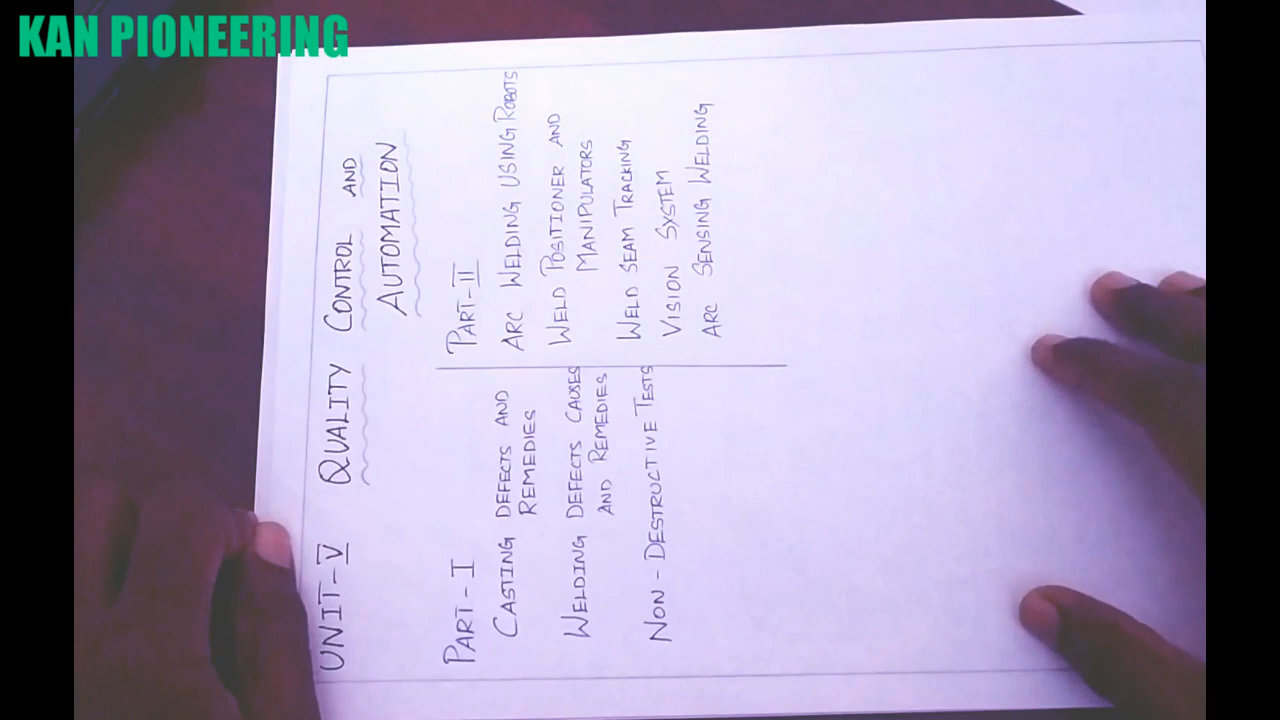 KAN PIONEERING
UNIT-V QUALITY CONTROL AND
AUTOMATION
PART-I
CASTING DEFECTS AND
REMEDIES
WELDING DEFECTS CAUSES
AND REMEDIES
NON-DESTRUCTIVE TESTS
PART-II
ARC WELDING USING ROBOTS
WELD POSITIONER AND
MANIPULATORS
WELD SEAM TRACKING
VISION SYSTEM
ARC SENSING WELDING